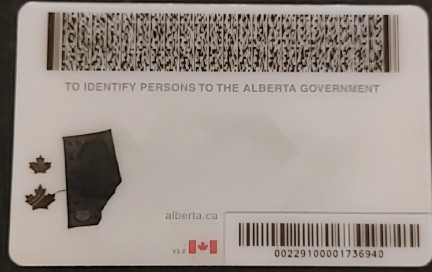 TO IDENTIFY PERSONS TO THE ALBERTA GOVERNMENT
alberta.ca
00229100001736940